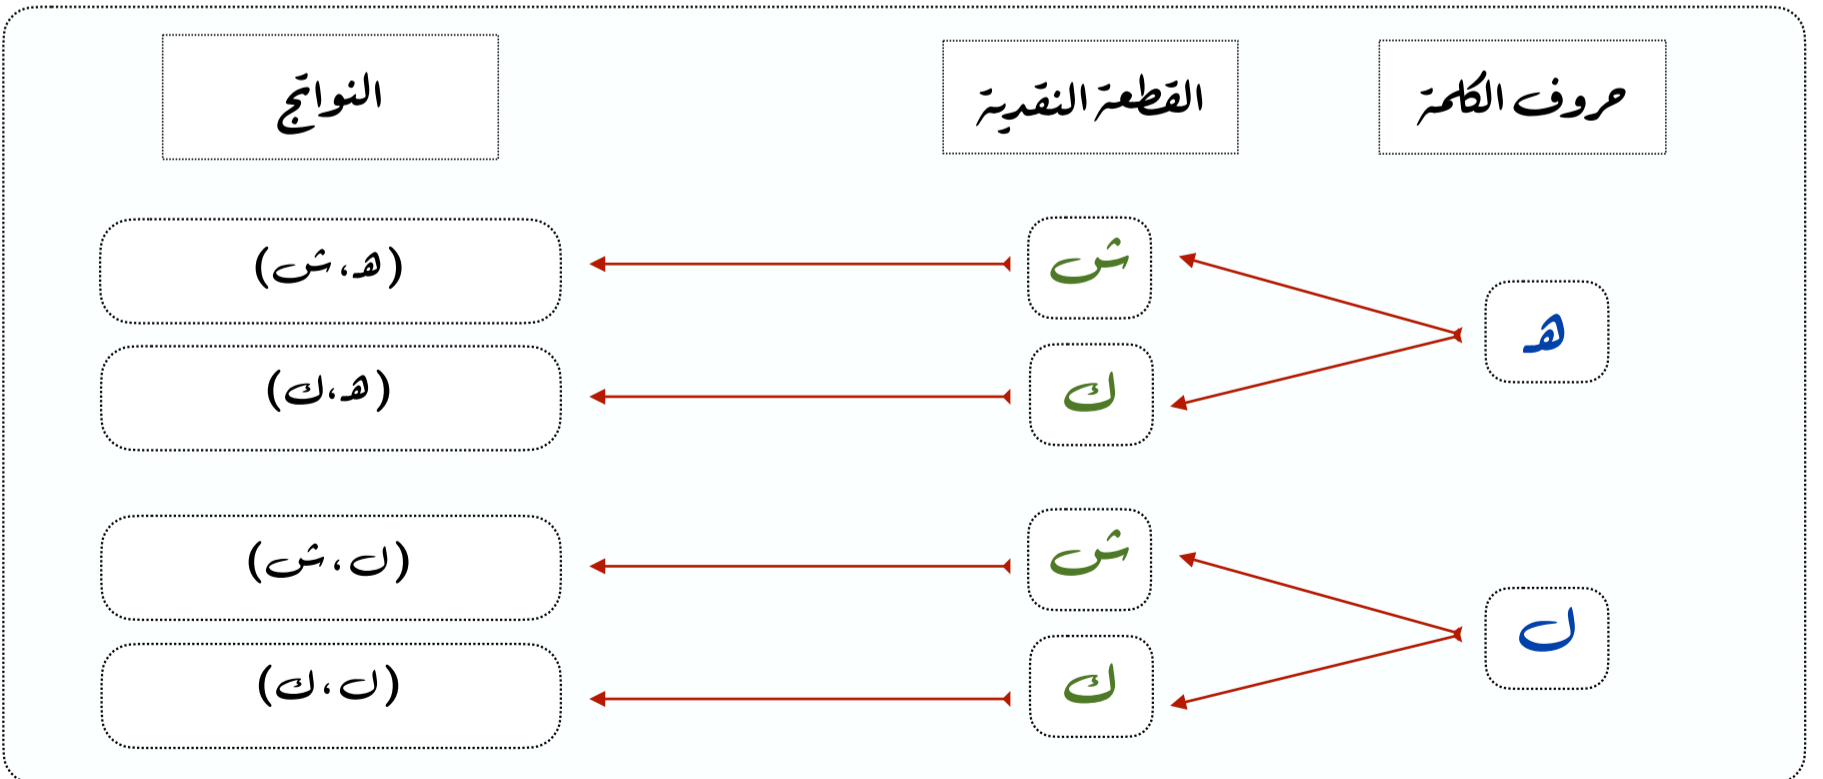 حروف الكلمة
القطعة النقدية
النواتج
هـ
ش
(هـ، ش)
ك
(هـ،ك)
ل
ش
(ل، ش)
ك
(ل، ك)